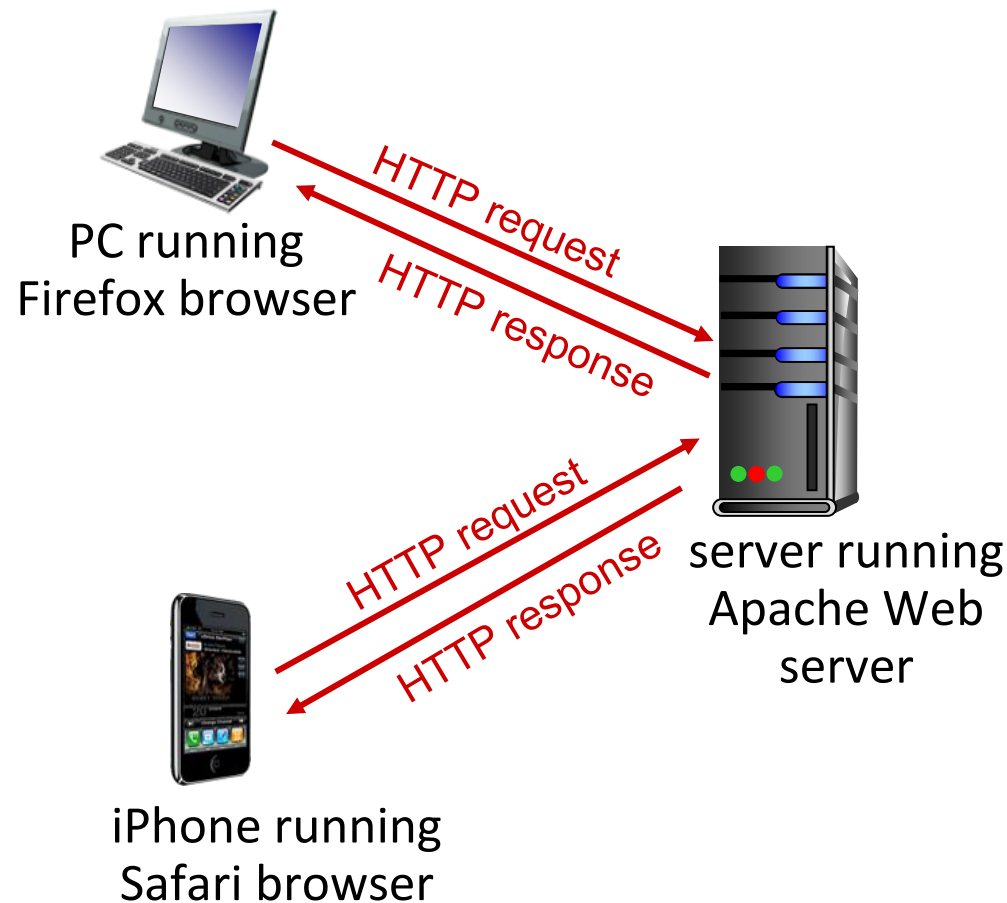 HTTP request
HTTP response
PC running
Firefox browser
HTTP request
HTTP response
server running
Apache Web
server
iPhone running
Safari browser